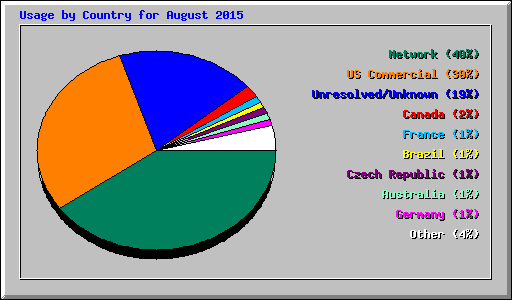 Usage by Country for August 2015
Network (40%)
US Commercial (30%)
Unresolved/Unknown (19%)
Canada (2%)
France (1%)
Brazil (1%)
Czech Republic (1%)
Australia (1%)
Germany (1%)
Other (4%)